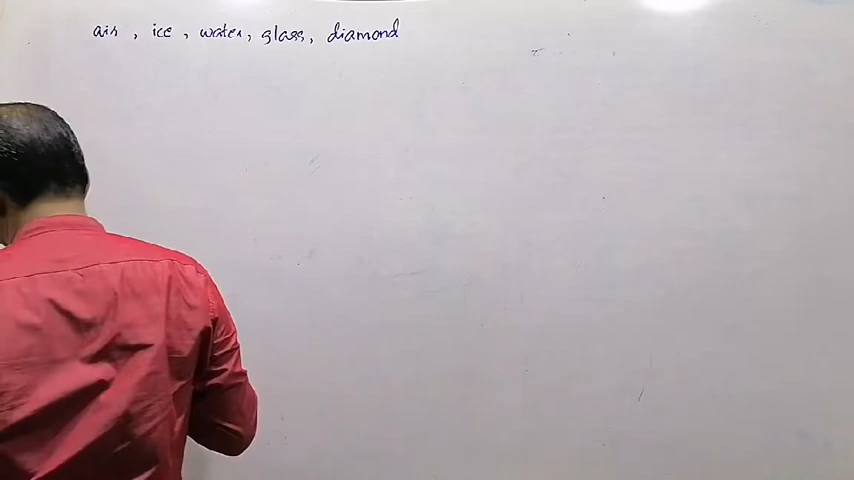 air , ice , water, glass, diamond